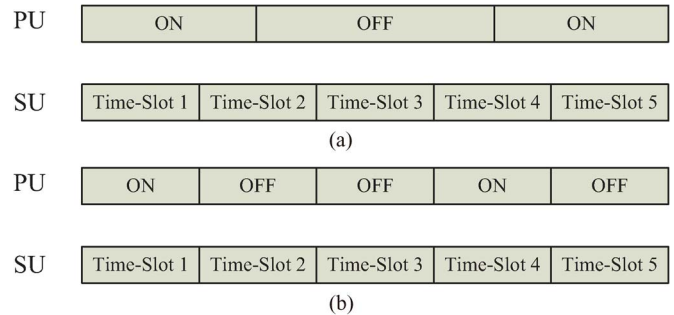 PU ON OFF ON
SU Time-Slot 1 Time-Slot 2 Time-Slot 3 Time-Slot 4 Time-Slot 5
(a)
PU ON OFF OFF ON OFF
SU Time-Slot 1 Time-Slot 2 Time-Slot 3 Time-Slot 4 Time-Slot 5
(b)